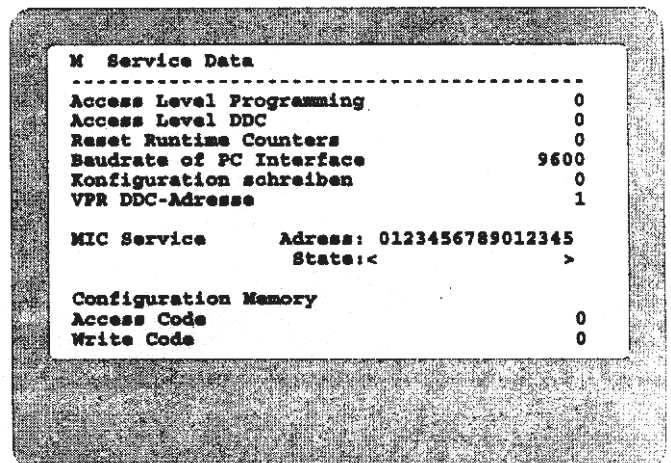 M Service Data
--------------------------------------------
Access Level Programming 0
Access Level DDC 0
Reset Runtime Counters 0
Baudrate of PC Interface 9600
Konfiguration schreiben 0
VPR DDC-Adresse 1
MIC Service Adress: 0123456789012345
State:< >
Configuration Memory
Access Code 0
Write Code 0